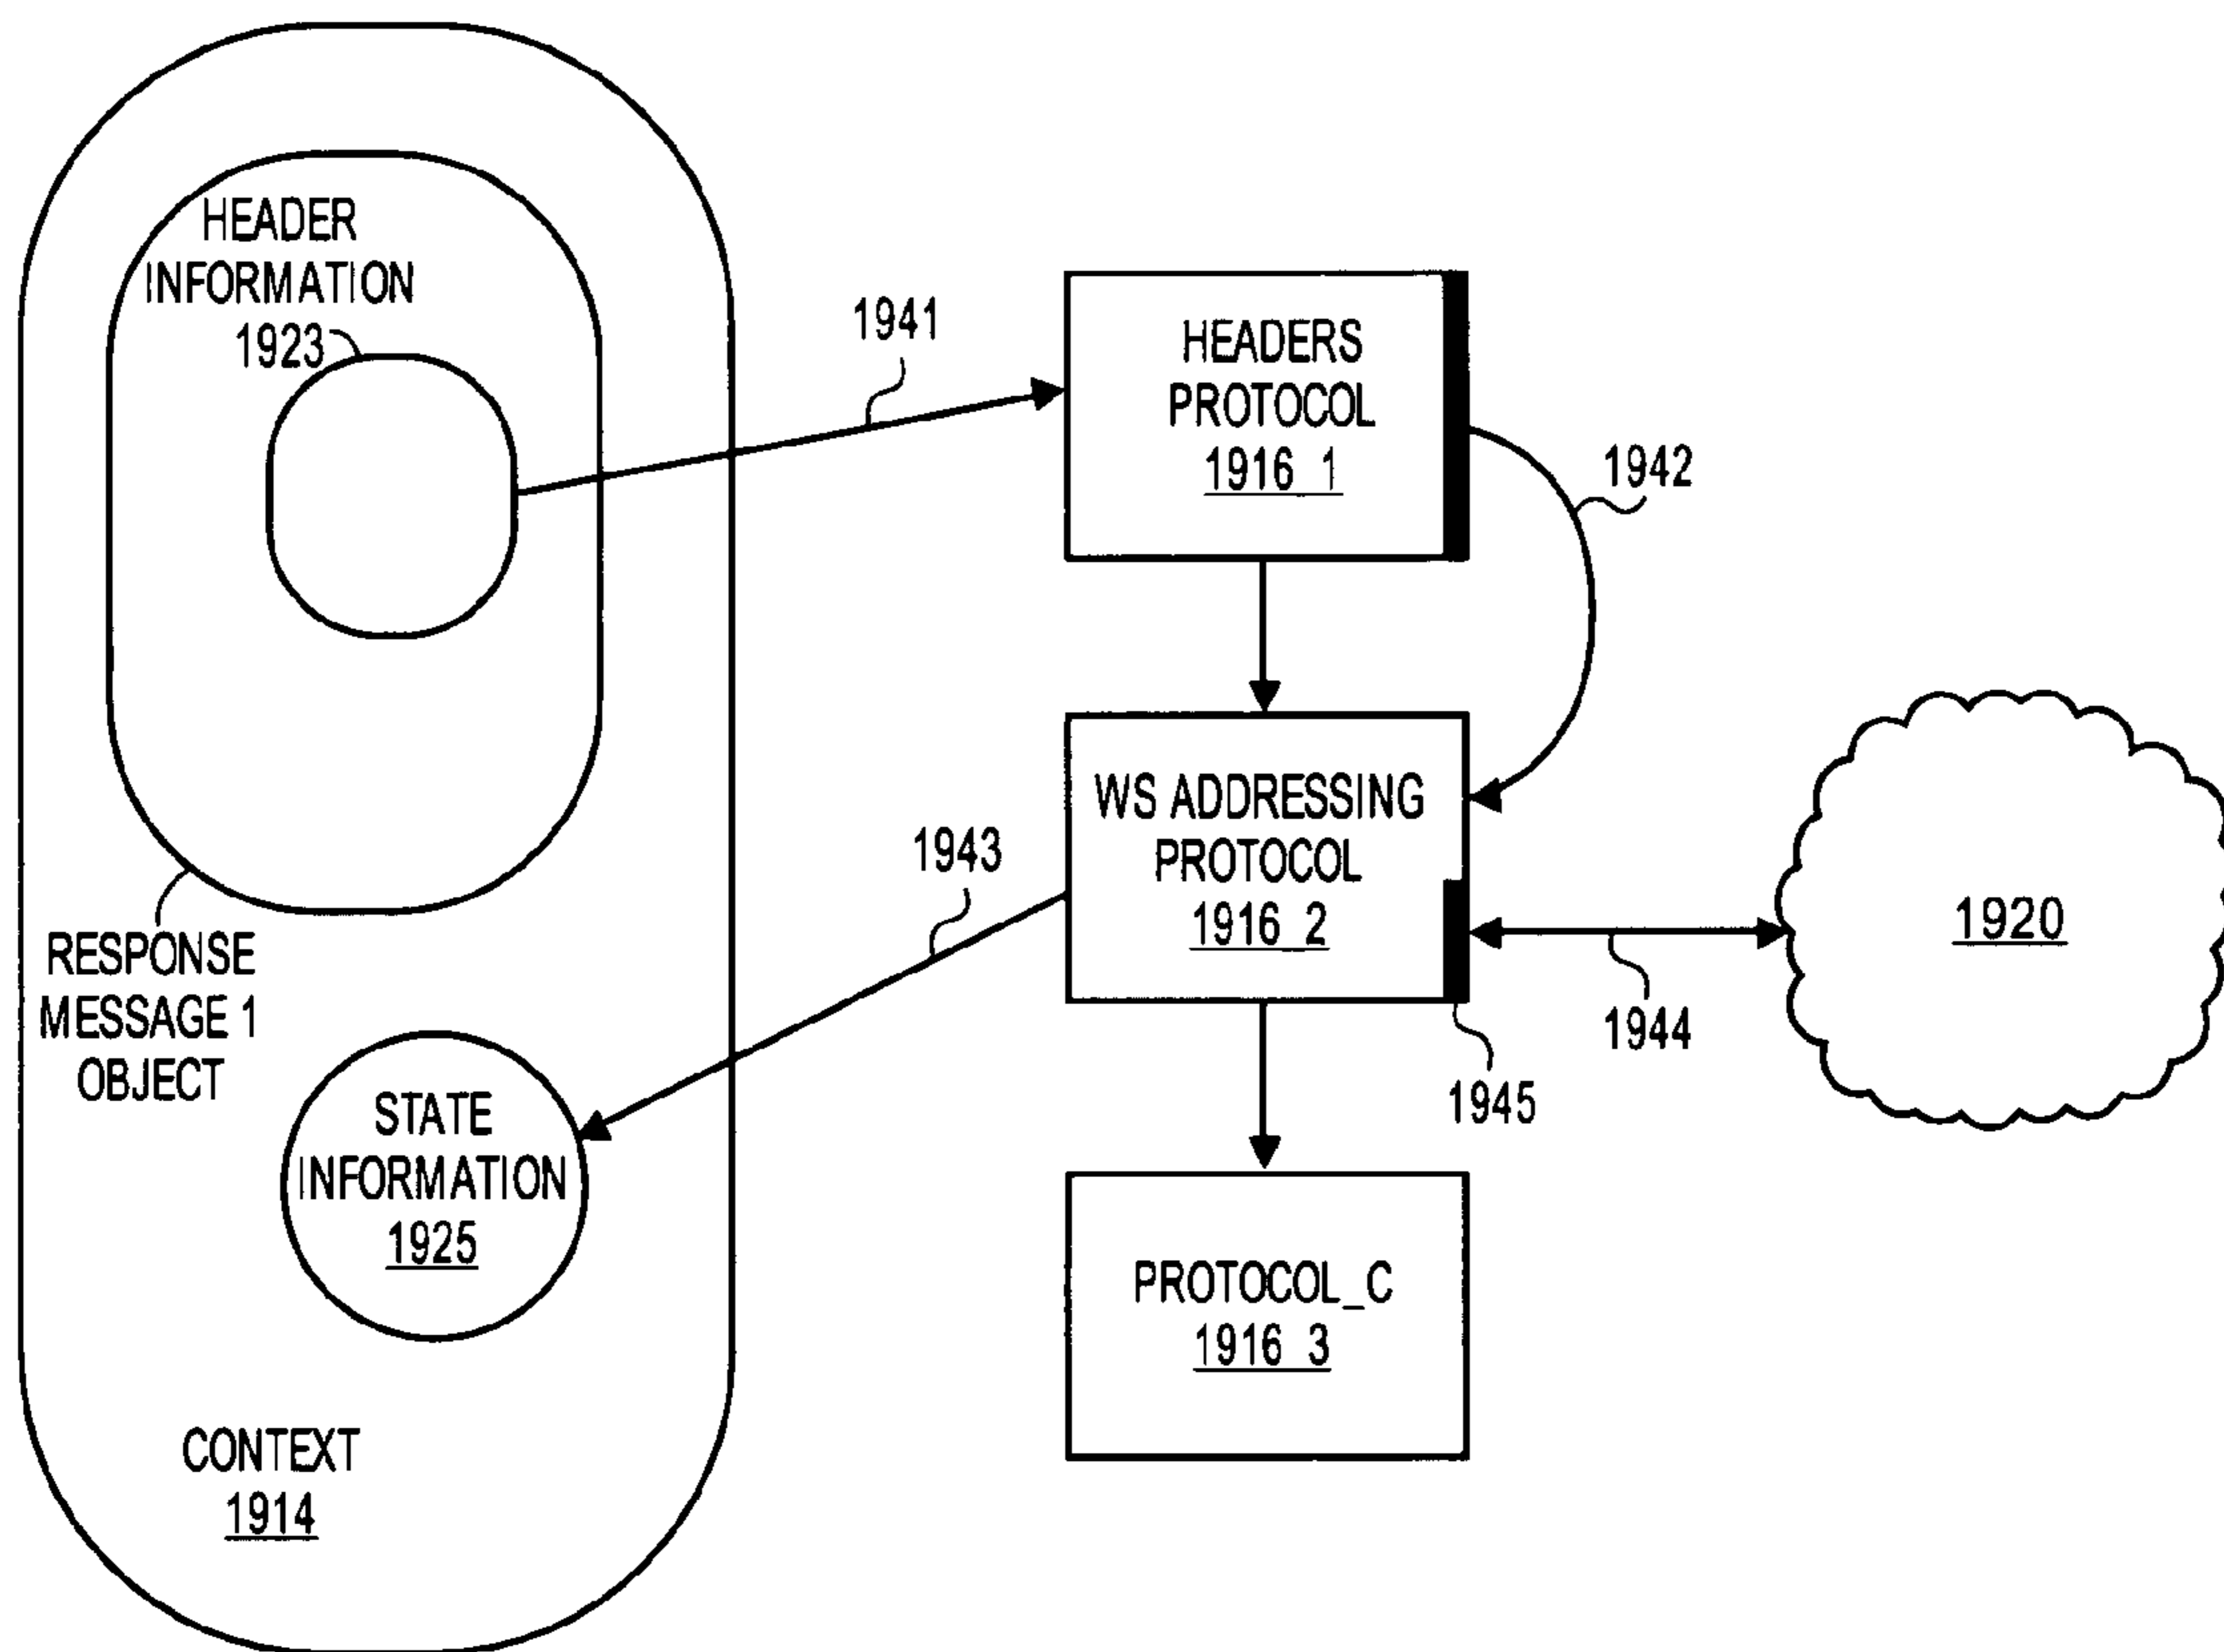 HEADER
INFORMATION
1923
RESPONSE
MESSAGE 1
OBJECT
STATE
INFORMATION
1925
CONTEXT
1914
1941
HEADERS
PROTOCOL
1916_1
1942
WS ADDRESSING
PROTOCOL
1916_2
1943
1944
1945
1920
PROTOCOL_C
1916_3